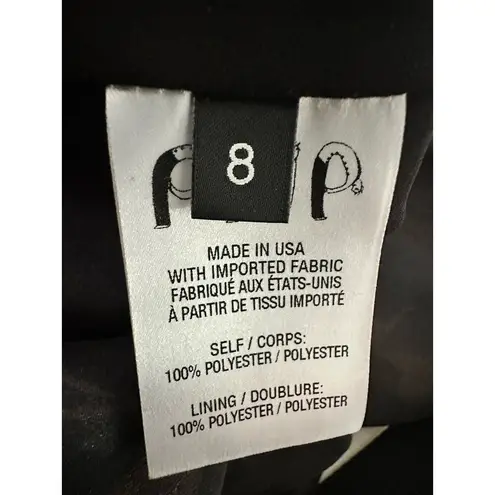 8
MADE IN USA
WITH IMPORTED FABRIC
FABRIQUÉ AUX ÉTATS-UNIS
À PARTIR DE TISSU IMPORTÉ
SELF / CORPS:
100% POLYESTER / POLYESTER
LINING / DOUBLURE:
100% POLYESTER / POLYESTER